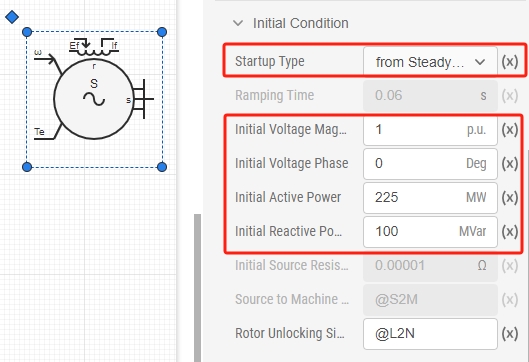 Initial Condition
Ef If
ω
r
S
s
Te
Startup Type from Steady... (x)
Ramping Time 0.06 s (x)
Initial Voltage Mag... 1 p.u. (x)
Initial Voltage Phase 0 Deg (x)
Initial Active Power 225 MW (x)
Initial Reactive Po... 100 MVar (x)
Initial Source Resis... 0.00001 Ω (x)
Source to Machine ... @S2M (x)
Rotor Unlocking Si... @L2N (x)